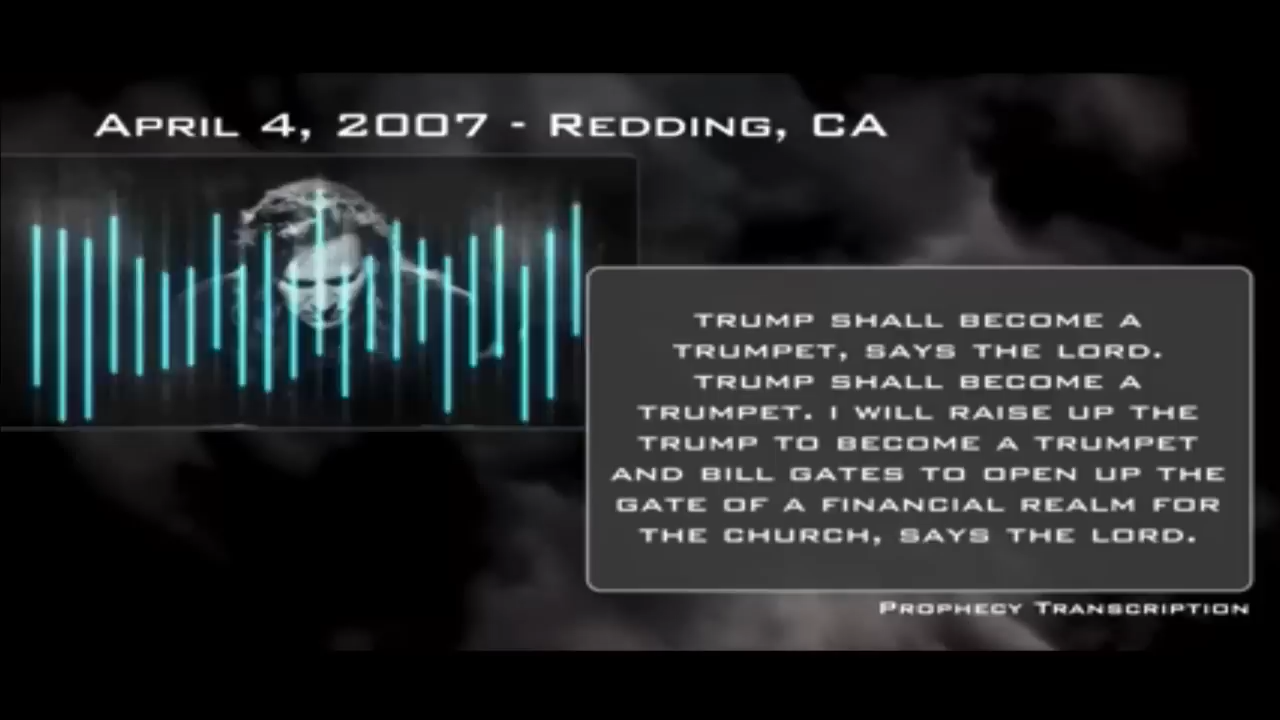 April 4, 2007 - Redding, CA
TRUMP SHALL BECOME A
TRUMPET, SAYS THE LORD.
TRUMP SHALL BECOME A
TRUMPET. I WILL RAISE UP THE
TRUMP TO BECOME A TRUMPET
AND BILL GATES TO OPEN UP THE
GATE OF A FINANCIAL REALM FOR
THE CHURCH, SAYS THE LORD.
Prophecy Transcription